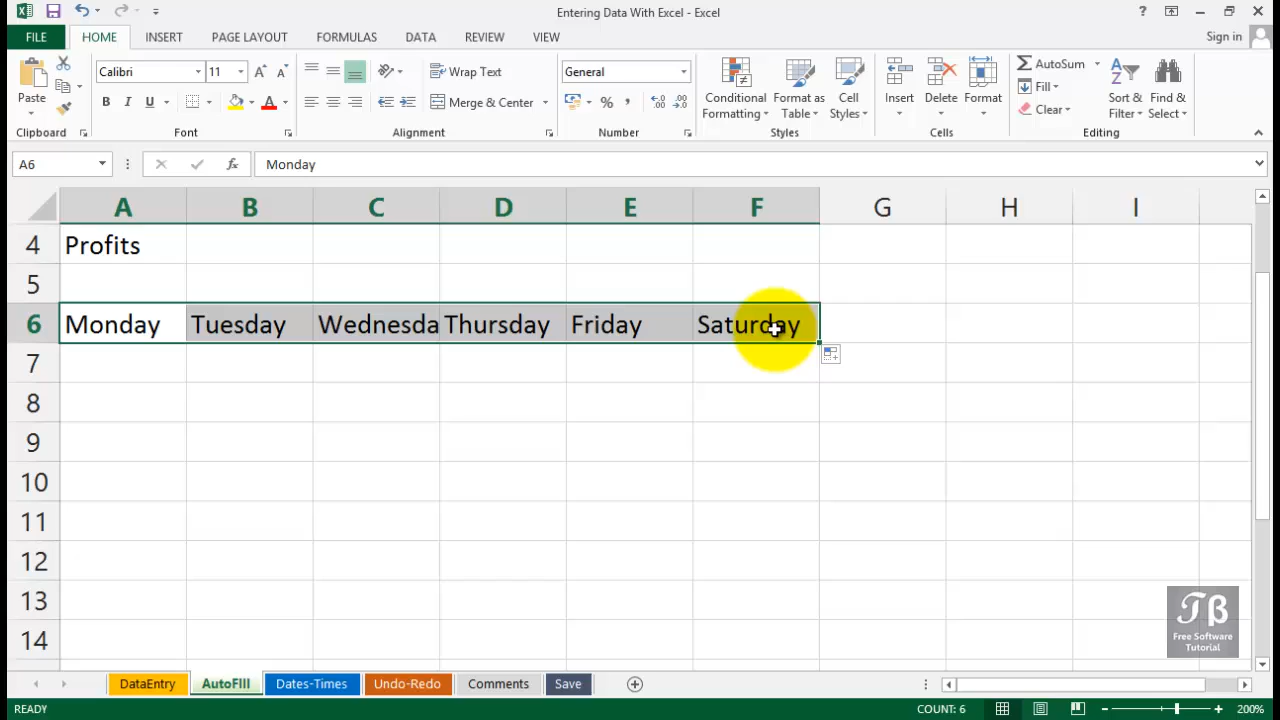 Entering Data With Excel - Excel
?
FILE HOME INSERT PAGE LAYOUT FORMULAS DATA REVIEW VIEW Sign in
Paste
Clipboard
Calibri 11
B I U
Font
Wrap Text
Merge & Center
Alignment
General
% ,
Number
Conditional Formatting
Format as Table
Cell Styles
Styles
Insert
Delete
Format
Cells
AutoSum
Fill
Clear
Sort & Filter
Find & Select
Editing
A6 fx Monday
A B C D E F G H I
4 Profits
5
6 Monday Tuesday Wednesda Thursday Friday Saturday
7
8
9
10
11
12
13
14
TB
Free Software
Tutorial
DataEntry AutoFIll Dates-Times Undo-Redo Comments Save
READY COUNT: 6 200%